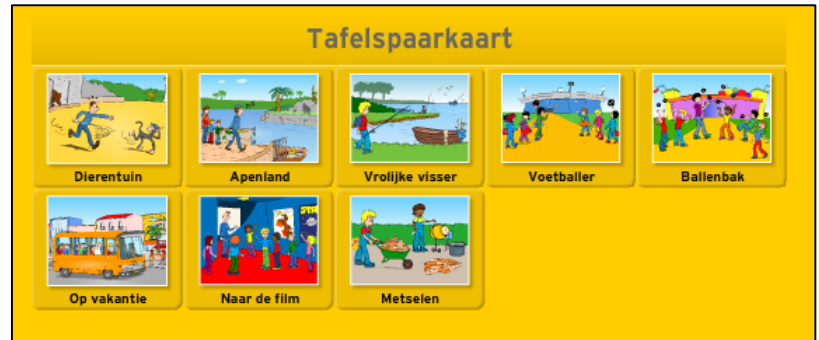 Tafelspaarkaart
Dierentuin
Apenland
Vrolijke visser
Voetballer
Ballenbak
Op vakantie
Naar de film
Metselen